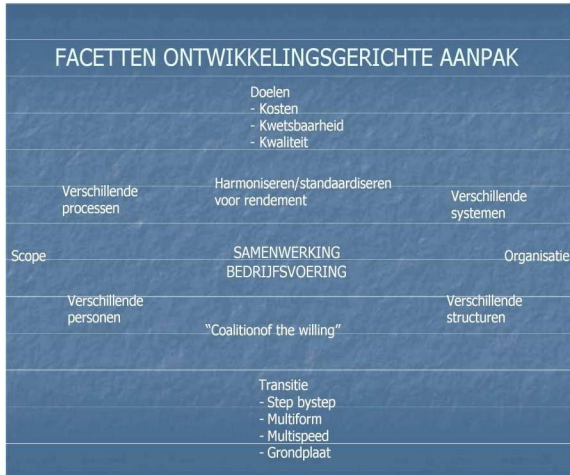 FACETTEN ONTWIKKELINGSGERICHTE AANPAK
Doelen
- Kosten
- Kwetsbaarheid
- Kwaliteit
Verschillende
processen
Harmoniseren/standaardiseren
voor rendement
Verschillende
systemen
Scope
SAMENWERKING
BEDRIJFSVOERING
Organisatie
Verschillende
personen
"Coalitionof the willing"
Verschillende
structuren
Transitie
- Step bystep
- Multiform
- Multispeed
- Grondplaat